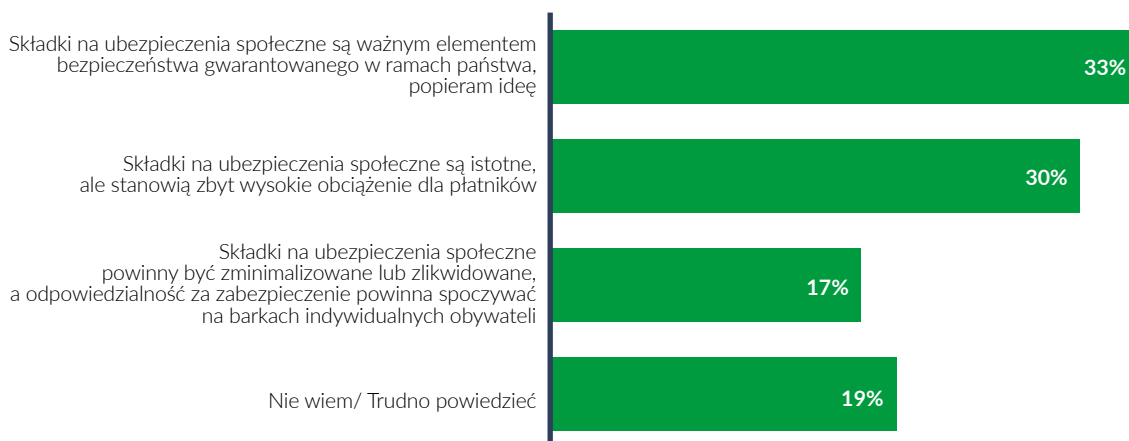 Składki na ubezpieczenia społeczne są ważnym elementem
bezpieczeństwa gwarantowanego w ramach państwa,
popieram ideę
33%
Składki na ubezpieczenia społeczne są istotne,
ale stanowią zbyt wysokie obciążenie dla płatników
30%
Składki na ubezpieczenia społeczne
powinny być zminimalizowane lub zlikwidowane,
a odpowiedzialność za zabezpieczenie powinna spoczywać
na barkach indywidualnych obywateli
17%
Nie wiem/ Trudno powiedzieć
19%